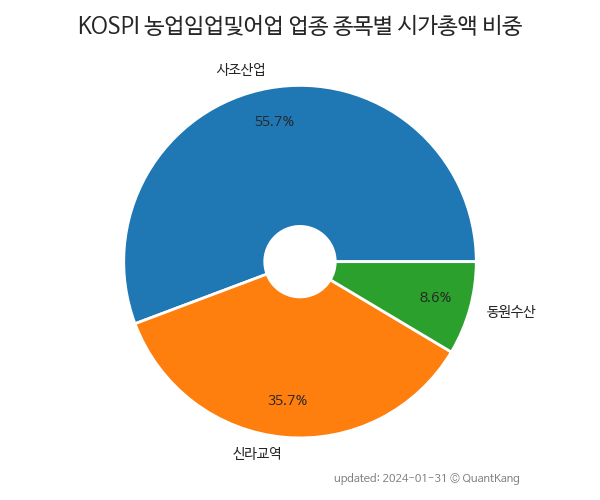 KOSPI 농업임업및어업 업종 종목별 시가총액 비중
사조산업
55.7%
8.6%
동원수산
35.7%
신라교역
updated: 2024-01-31 © QuantKang